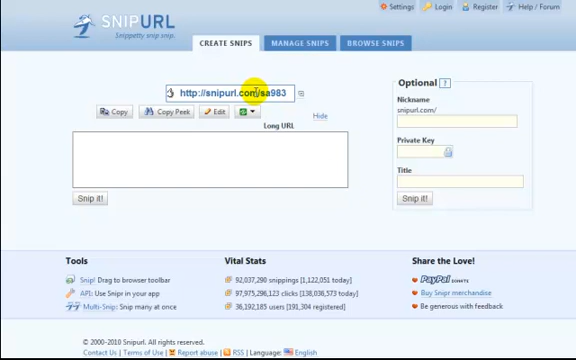 SNIPURL
Snippetty snip snip.
Settings
Login
Register
Help / Forum
CREATE SNIPS
MANAGE SNIPS
BROWSE SNIPS
http://snipurl.com/sa983
Copy
Copy Peek
Edit
Hide
Long URL
Snip it!
Optional [?]
Nickname
snipurl.com/
Private Key
Title
Snip it!
Tools
Snip! Drag to browser toolbar
API: Use Snipr in your app
Multi-Snip: Snip many at once
Vital Stats
92,037,290 snippings [1,122,051 today]
97,975,296,123 clicks [138,036,573 today]
36,192,185 users [191,304 registered]
Share the Love!
PayPal DONATE
Buy Snipr merchandise
Be generous with feedback
© 2000-2010 Snipurl. All rights reserved.
Contact Us | Terms of Use | Report abuse | RSS | Language: English